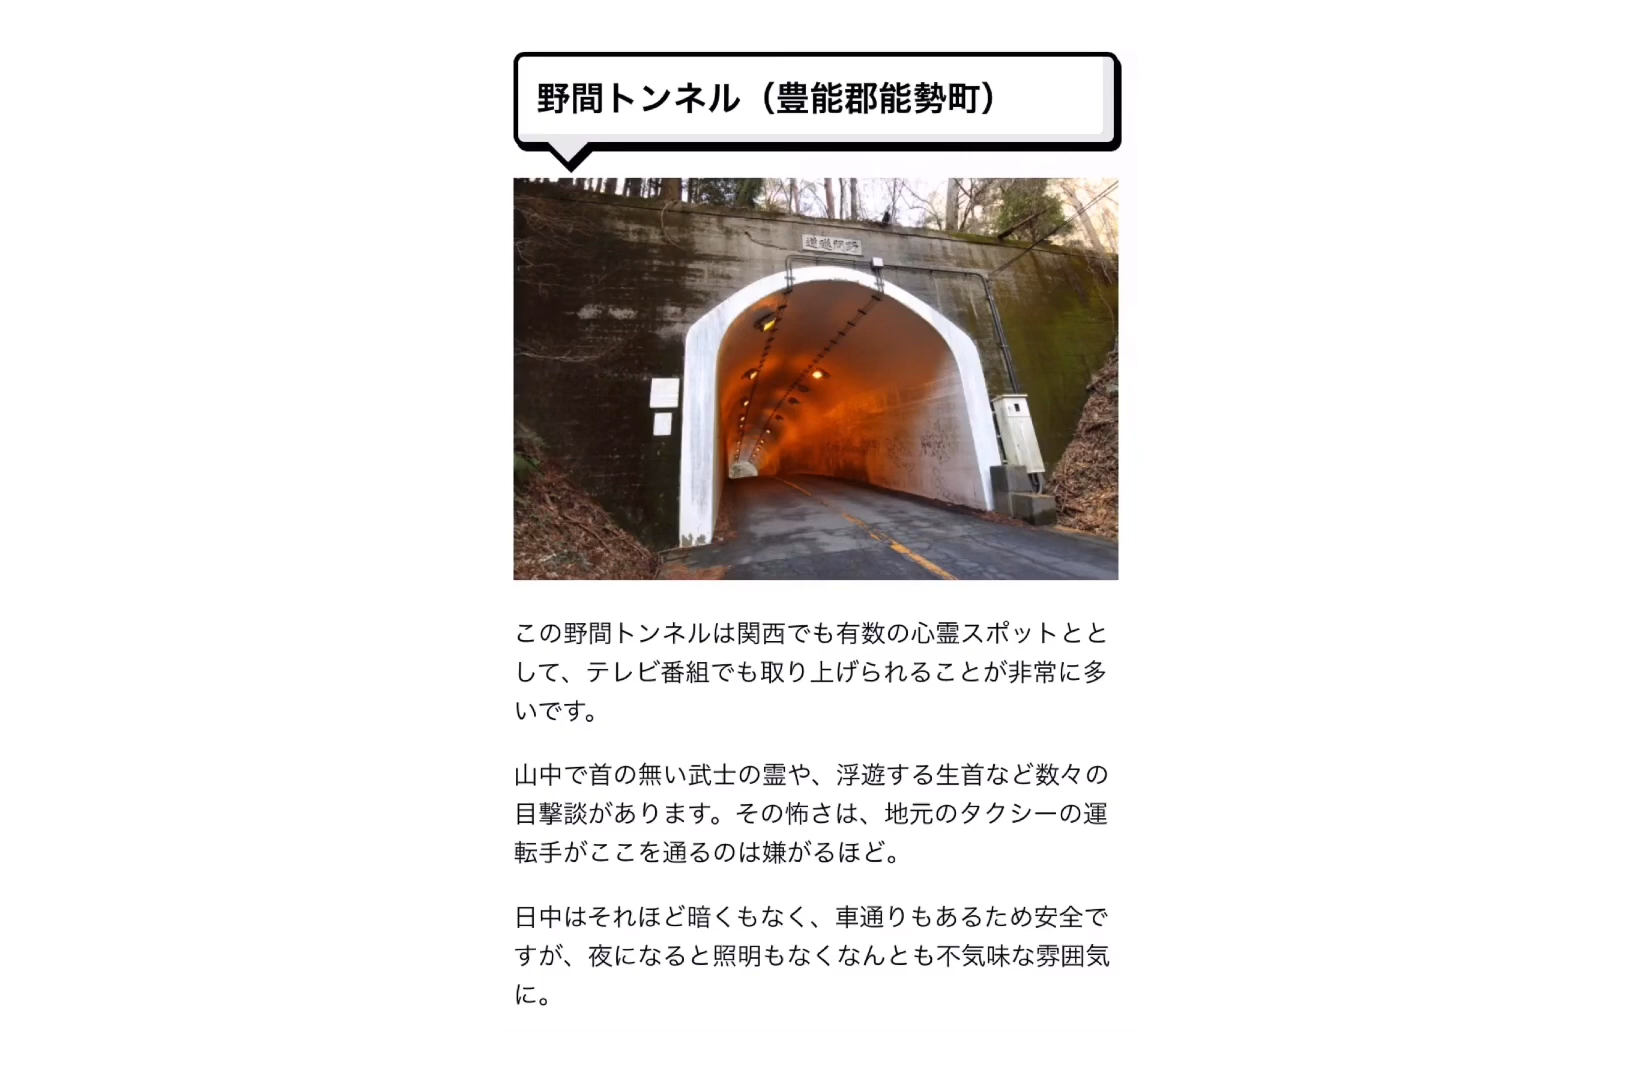 野間トンネル（豊能郡能勢町）
道隧間野
この野間トンネルは関西でも有数の心霊スポットとと
して、テレビ番組でも取り上げられることが非常に多
いです。
山中で首の無い武士の霊や、浮遊する生首など数々の
目撃談があります。その怖さは、地元のタクシーの運
転手がここを通るのは嫌がるほど。
日中はそれほど暗くもなく、車通りもあるため安全で
すが、夜になると照明もなくなんとも不気味な雰囲気
に。